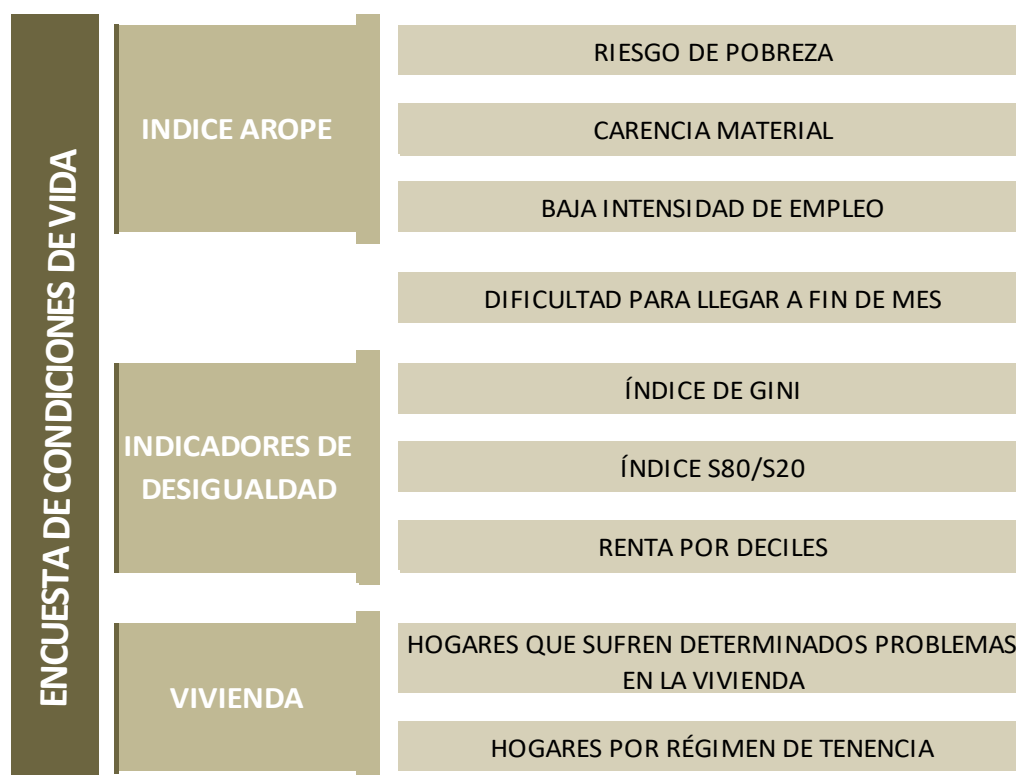 ENCUESTA DE CONDICIONES DE VIDA
INDICE AROPE
RIESGO DE POBREZA
CARENCIA MATERIAL
BAJA INTENSIDAD DE EMPLEO
DIFICULTAD PARA LLEGAR A FIN DE MES
INDICADORES DE
DESIGUALDAD
ÍNDICE DE GINI
ÍNDICE S80/S20
RENTA POR DECILES
VIVIENDA
HOGARES QUE SUFREN DETERMINADOS PROBLEMAS
EN LA VIVIENDA
HOGARES POR RÉGIMEN DE TENENCIA